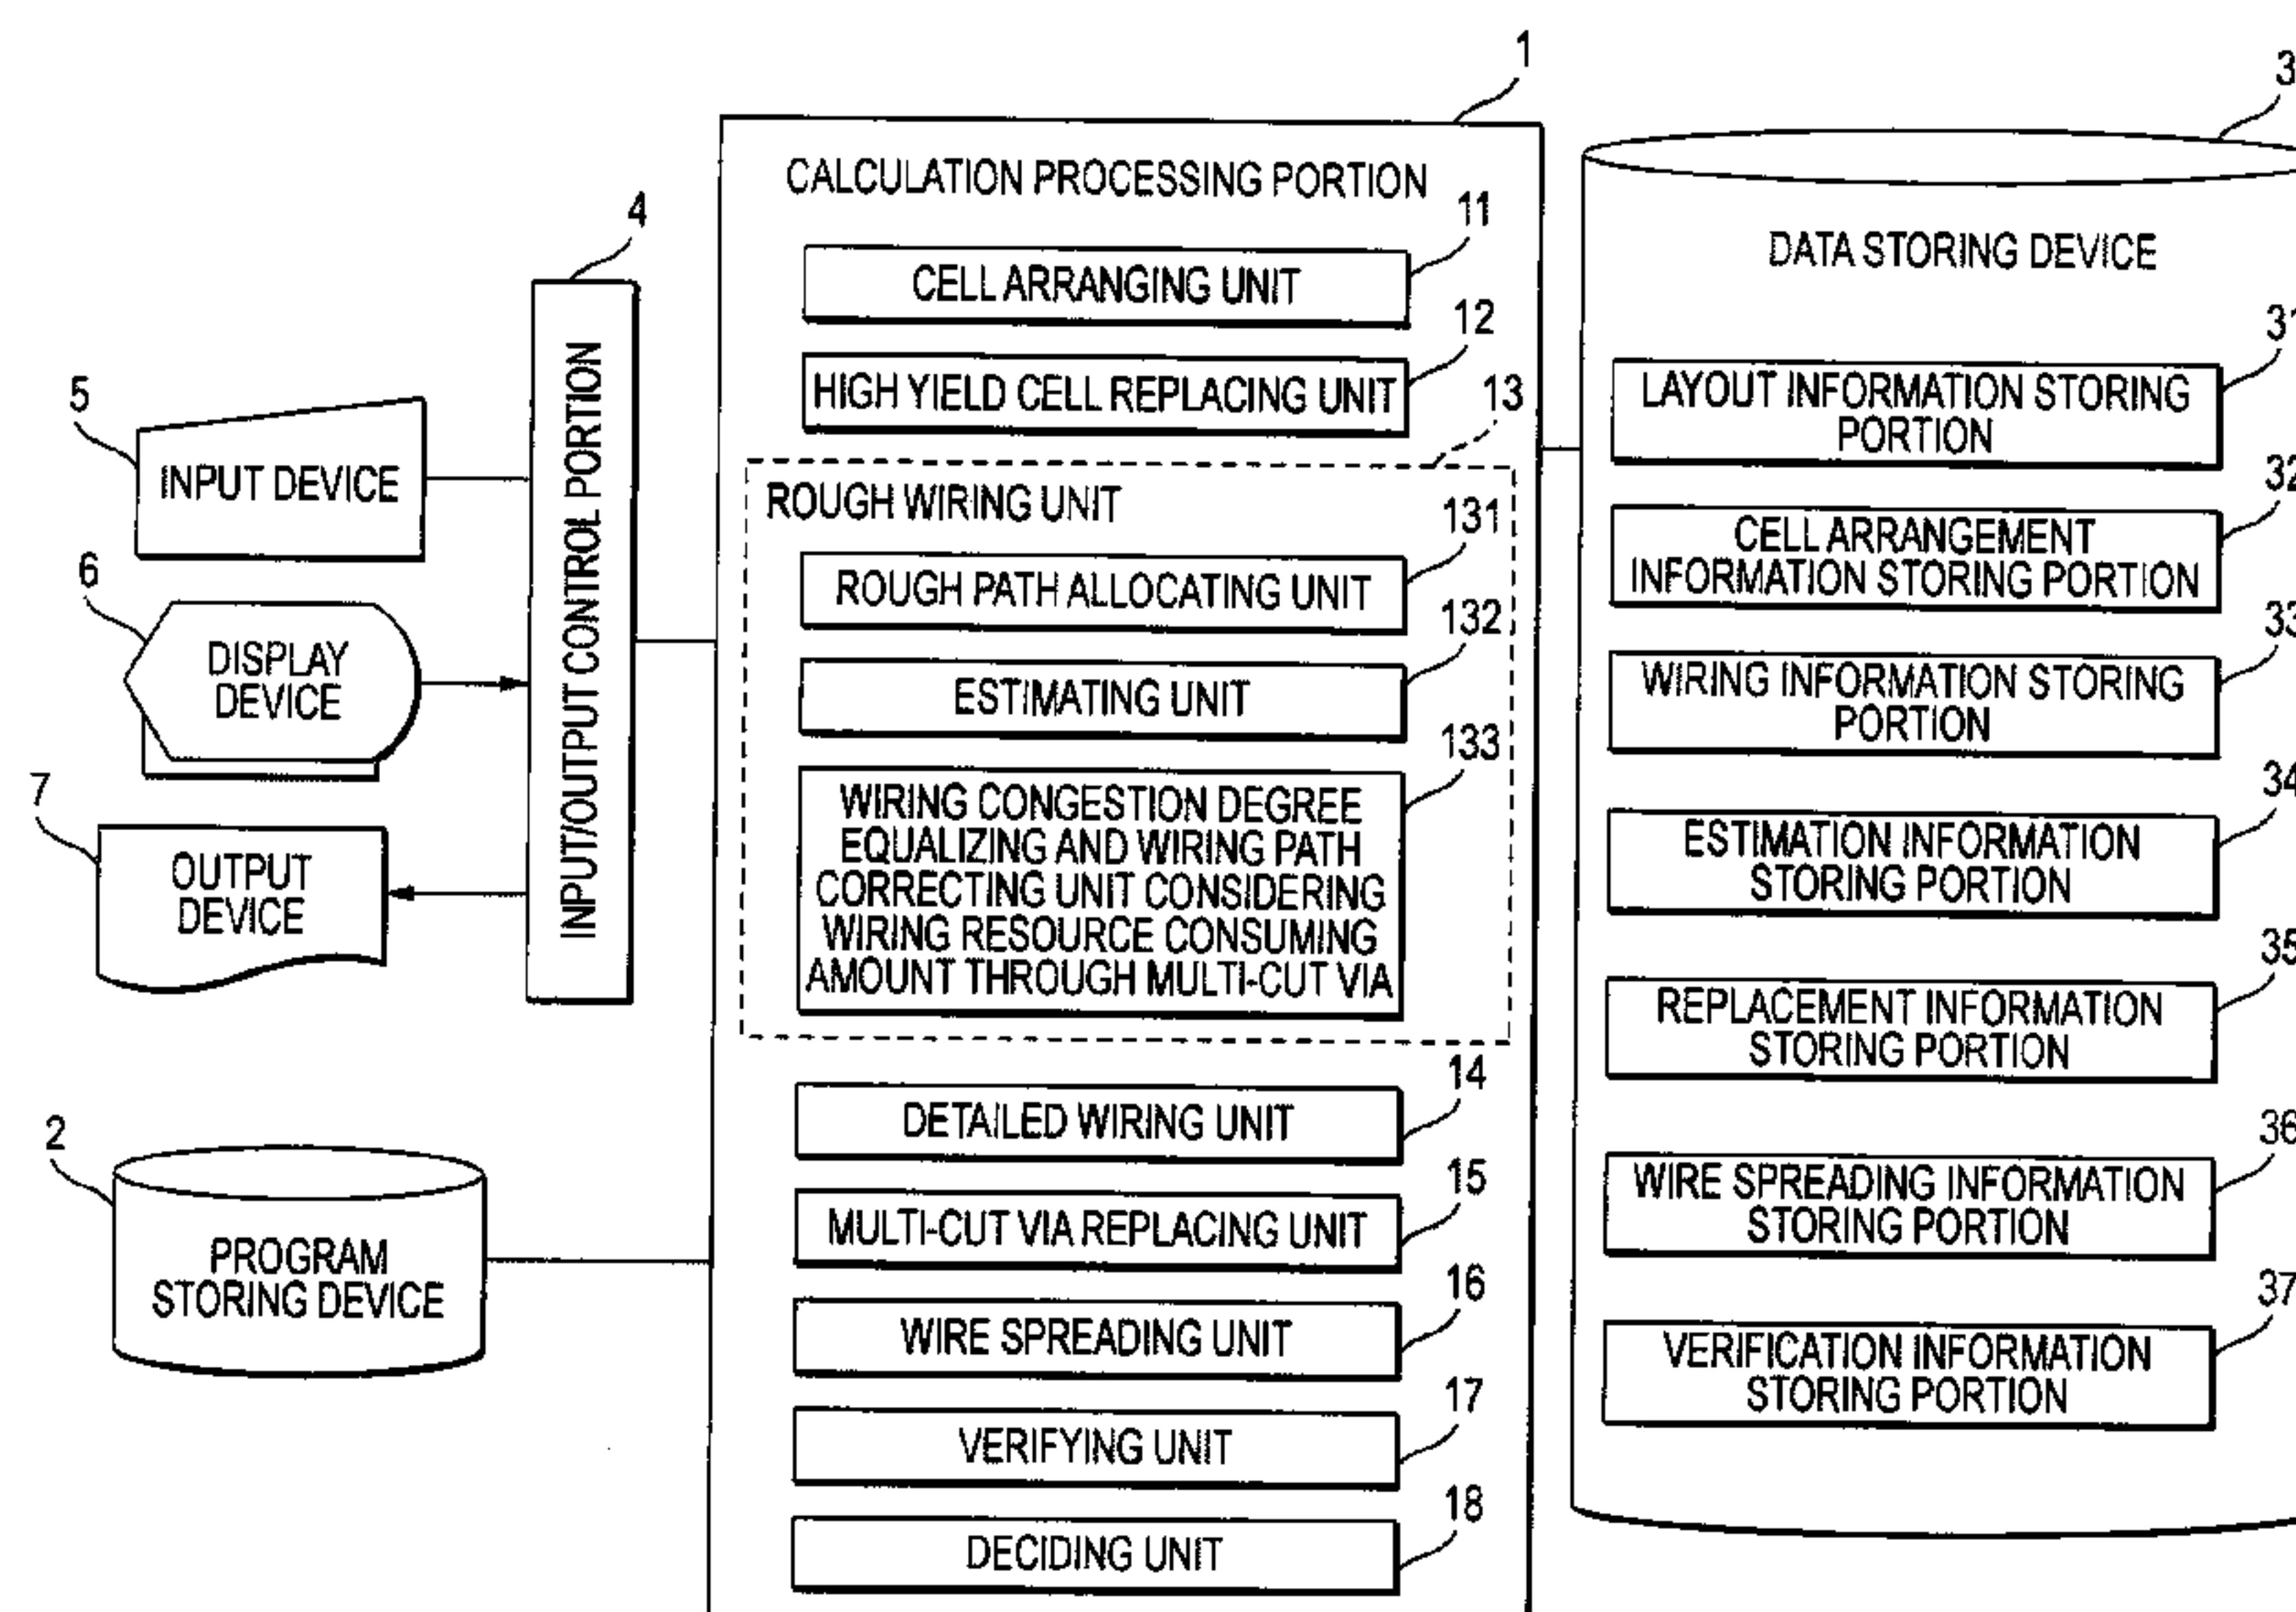 1
CALCULATION PROCESSING PORTION
11
CELL ARRANGING UNIT
12
HIGH YIELD CELL REPLACING UNIT
13
ROUGH WIRING UNIT
131
ROUGH PATH ALLOCATING UNIT
132
ESTIMATING UNIT
133
WIRING CONGESTION DEGREE
EQUALIZING AND WIRING PATH
CORRECTING UNIT CONSIDERING
WIRING RESOURCE CONSUMING
AMOUNT THROUGH MULTI-CUT VIA
14
DETAILED WIRING UNIT
15
MULTI-CUT VIA REPLACING UNIT
16
WIRE SPREADING UNIT
17
VERIFYING UNIT
18
DECIDING UNIT
4
INPUT/OUTPUT CONTROL PORTION
5
INPUT DEVICE
6
DISPLAY
DEVICE
7
OUTPUT
DEVICE
2
PROGRAM
STORING DEVICE
3
DATA STORING DEVICE
31
LAYOUT INFORMATION STORING
PORTION
32
CELL ARRANGEMENT
INFORMATION STORING PORTION
33
WIRING INFORMATION STORING
PORTION
34
ESTIMATION INFORMATION
STORING PORTION
35
REPLACEMENT INFORMATION
STORING PORTION
36
WIRE SPREADING INFORMATION
STORING PORTION
37
VERIFICATION INFORMATION
STORING PORTION